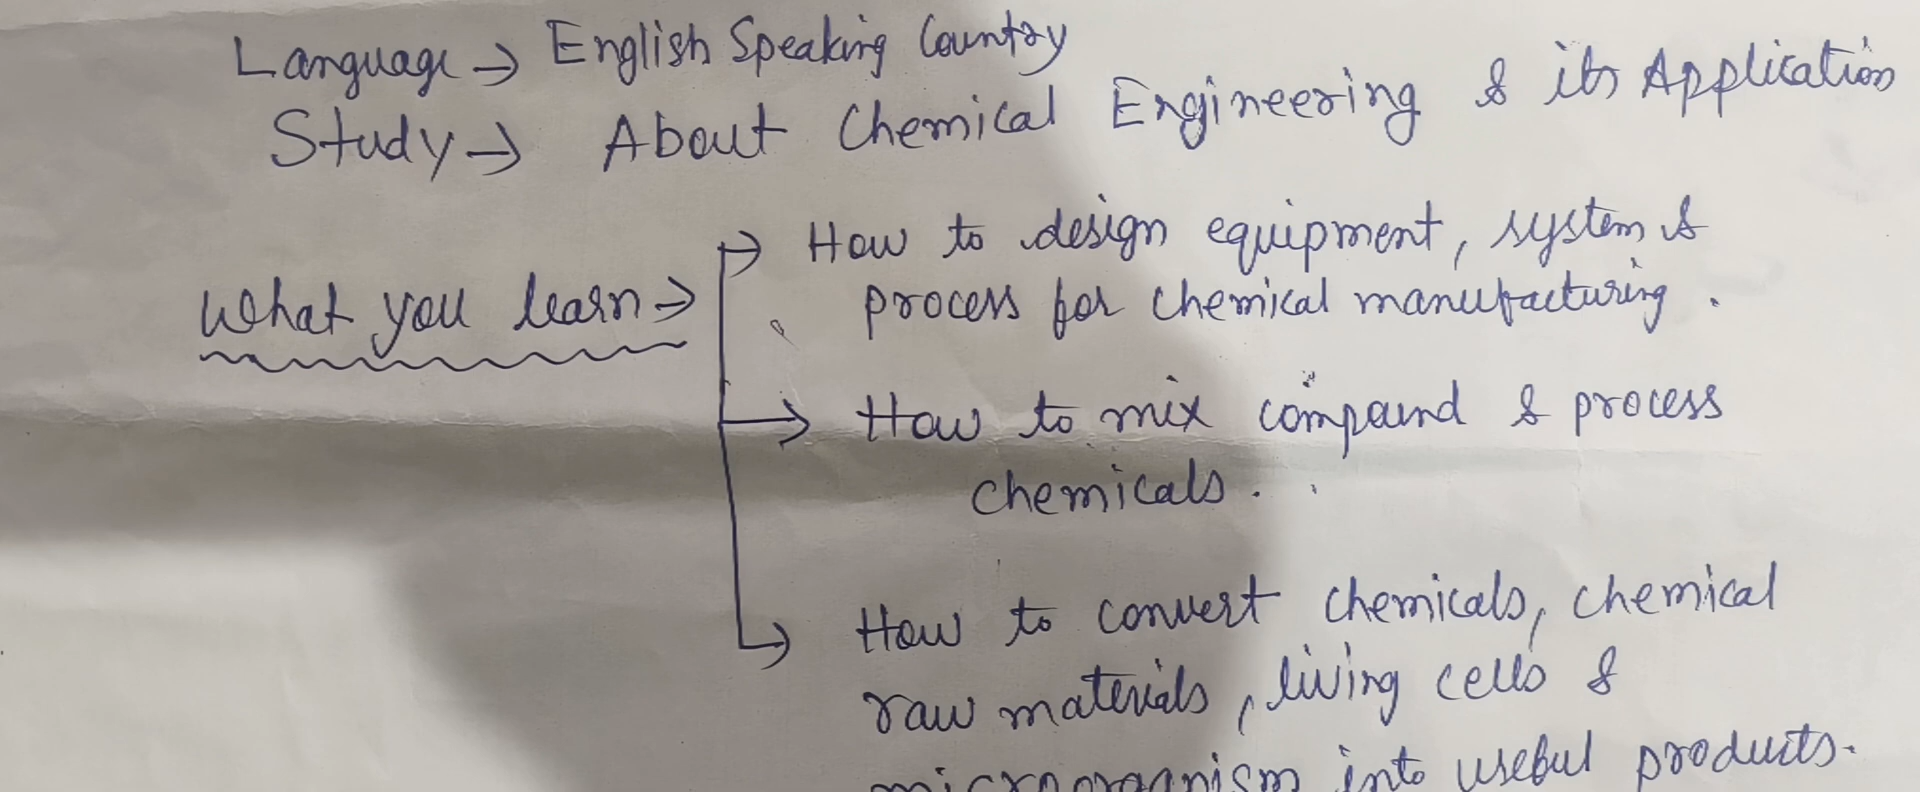 Language → English Speaking Country
Study → About Chemical Engineering & its Application
What you learn →
→ How to design equipment, system &
process for chemical manufacturing.
→ How to mix compound & process
chemicals.
→ How to convert chemicals, chemical
raw materials, living cells &
microorganism into useful products.